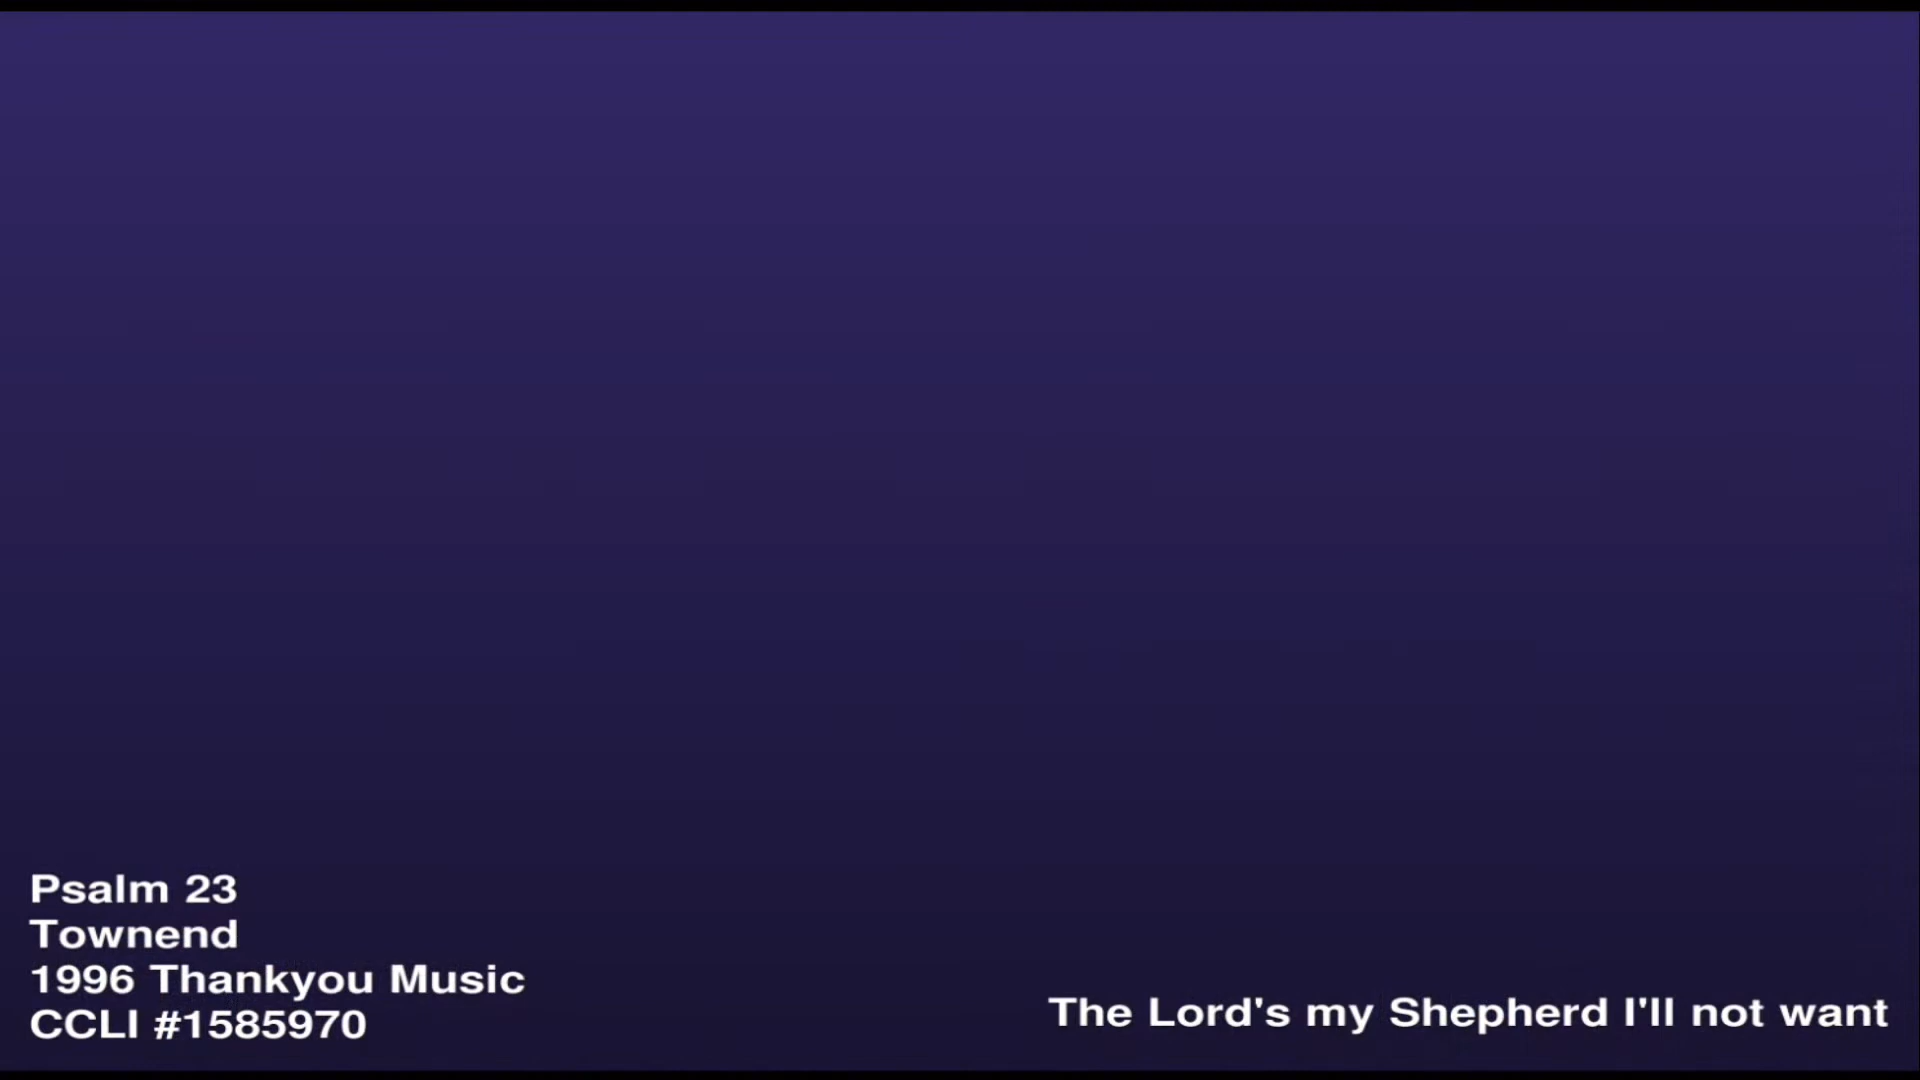 Psalm 23
Townend
1996 Thankyou Music
CCLI #1585970
The Lord's my Shepherd I'll not want